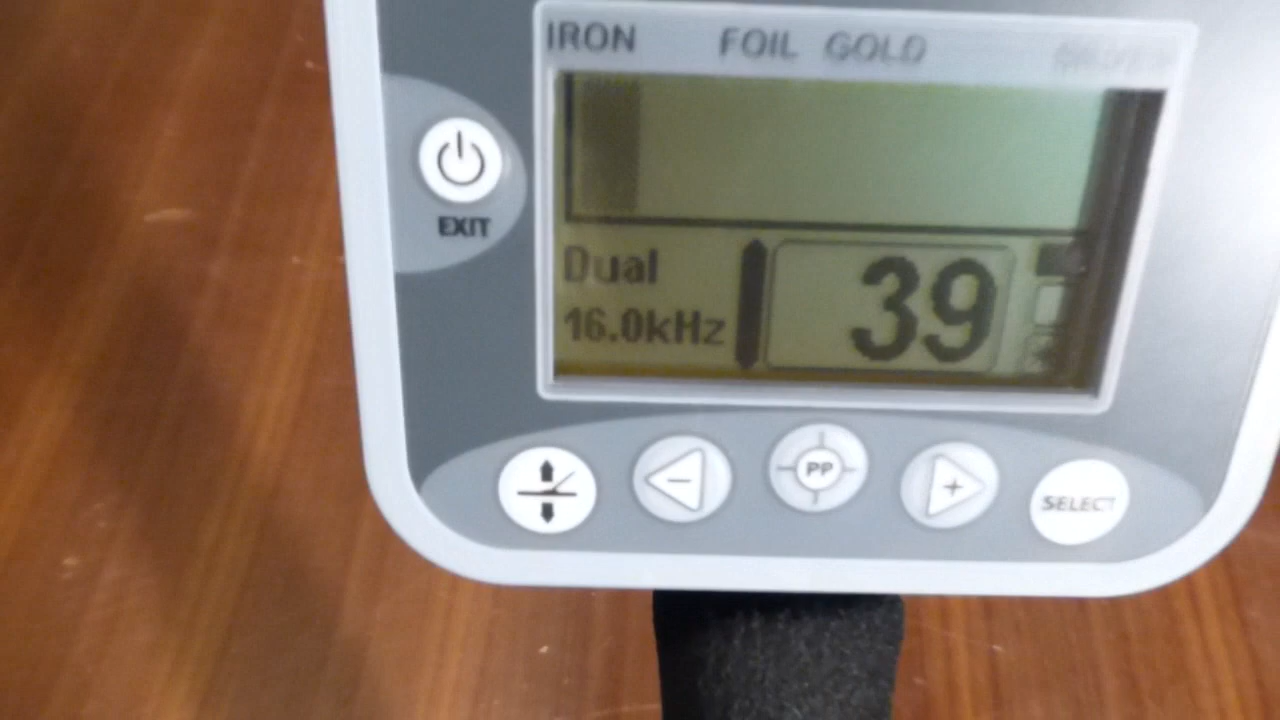 IRON FOIL GOLD
EXIT
Dual
16.0kHz
39
- PP + SELECT